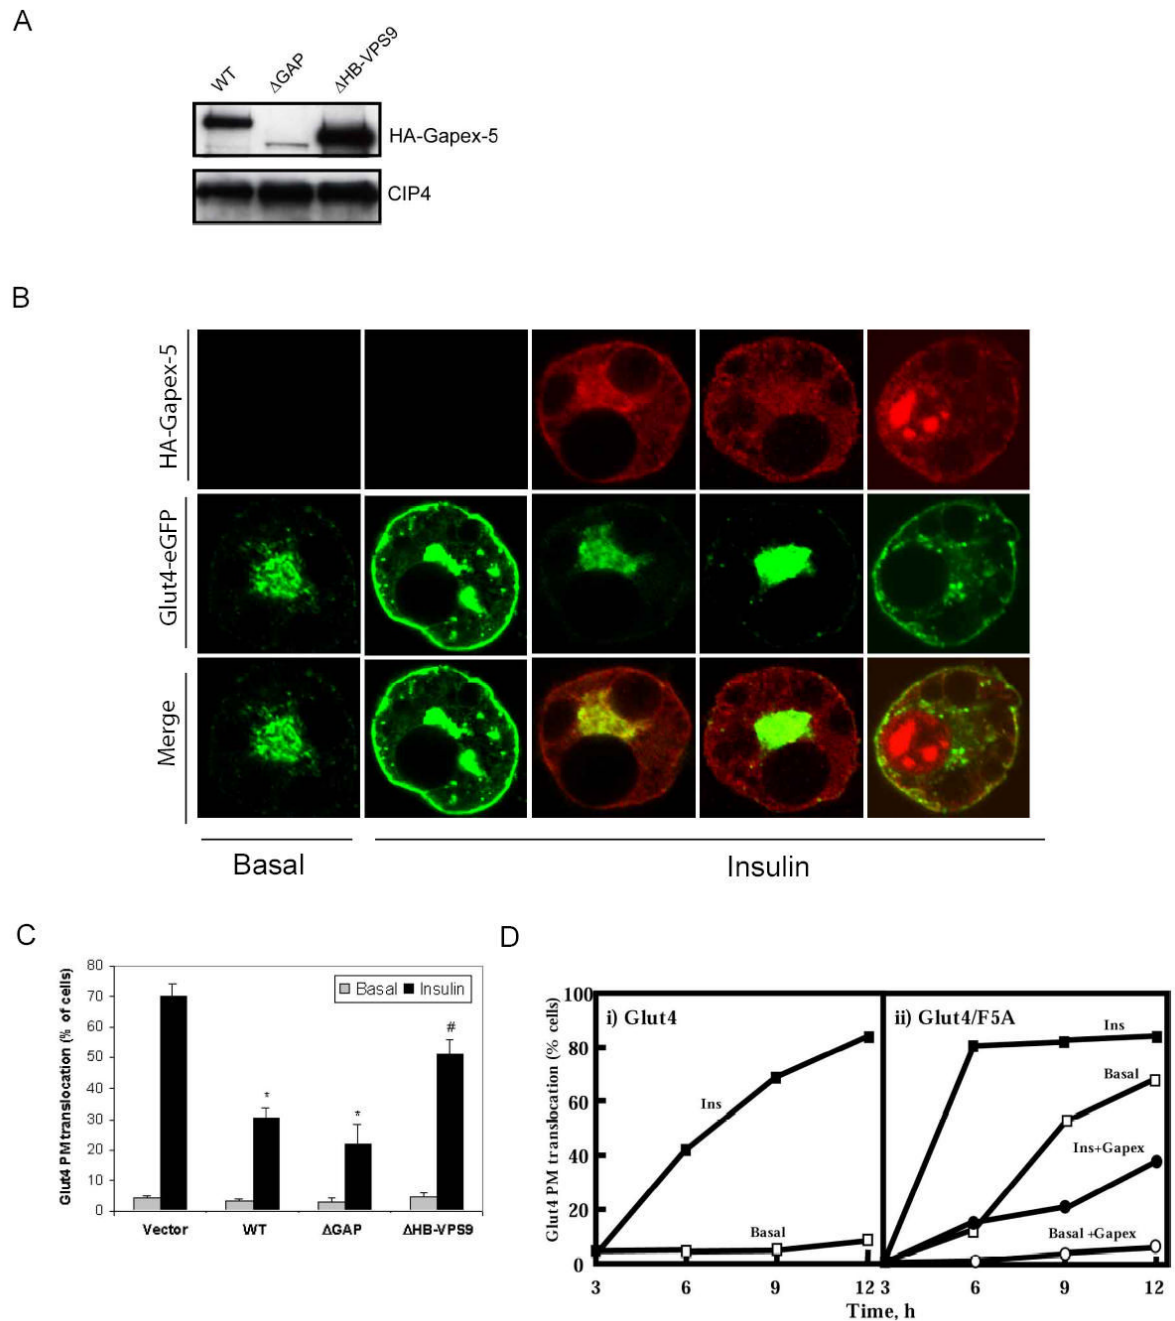 A
WT
ΔGAP
ΔHB-VPS9
HA-Gapex-5
CIP4
B
HA-Gapex-5
Glut4-eGFP
Merge
Basal
Insulin
C
Glut4 PM translocation (% of cells)
80
70
60
50
40
30
20
10
0
Basal Insulin
*
*
#
Vector WT ΔGAP ΔHB-VPS9
D
Glut4 PM translocation (% cells)
100
80
60
40
20
0
i) Glut4
Ins
Basal
ii) Glut4/F5A
Ins
Basal
Ins+Gapex
Basal +Gapex
3 6 9 12 3 6 9 12
Time, h